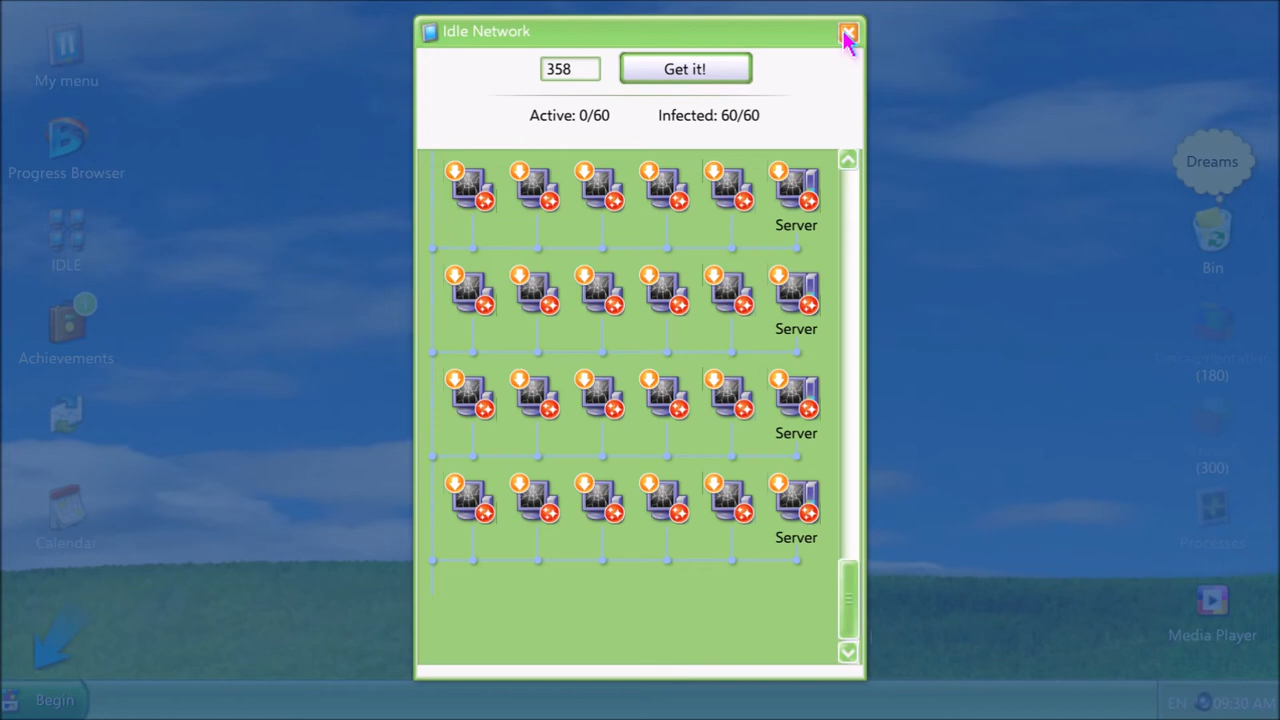 Idle Network
358
Get it!
Active: 0/60
Infected: 60/60
Server
Server
Server
Server
My menu
Progress Browser
IDLE
Achievements
1
Calendar
Begin
Dreams
Bin
(180)
(300)
Processes
Media Player
EN
09:30 AM